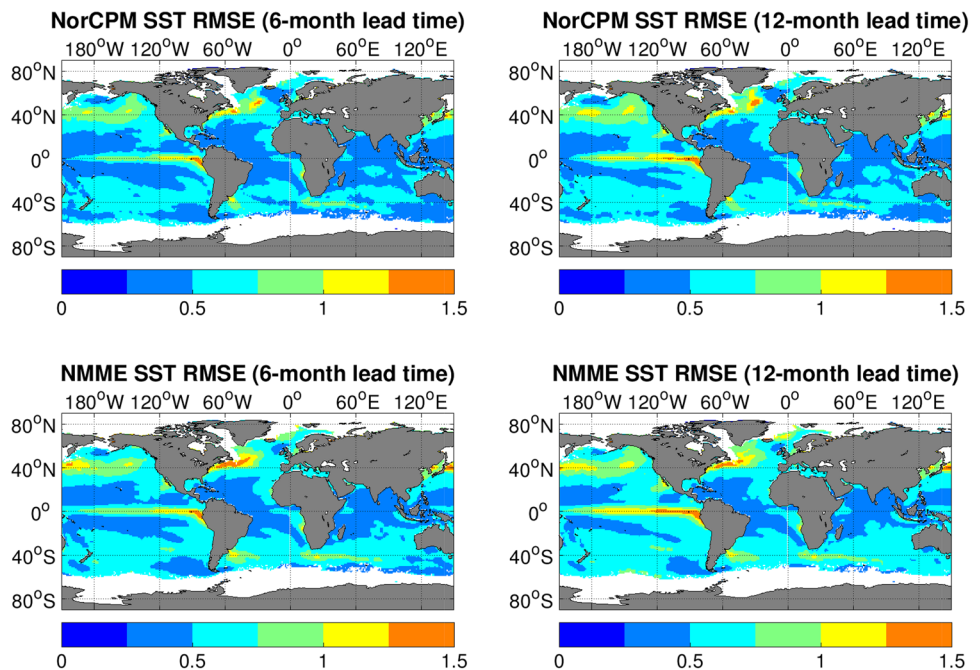 NorCPM SST RMSE (6-month lead time)
180°W 120°W 60°W 0° 60°E 120°E
80°N
40°N
0°
40°S
80°S
0 0.5 1 1.5
NorCPM SST RMSE (12-month lead time)
180°W 120°W 60°W 0° 60°E 120°E
80°N
40°N
0°
40°S
80°S
0 0.5 1 1.5
NMME SST RMSE (6-month lead time)
180°W 120°W 60°W 0° 60°E 120°E
80°N
40°N
0°
40°S
80°S
0 0.5 1 1.5
NMME SST RMSE (12-month lead time)
180°W 120°W 60°W 0° 60°E 120°E
80°N
40°N
0°
40°S
80°S
0 0.5 1 1.5